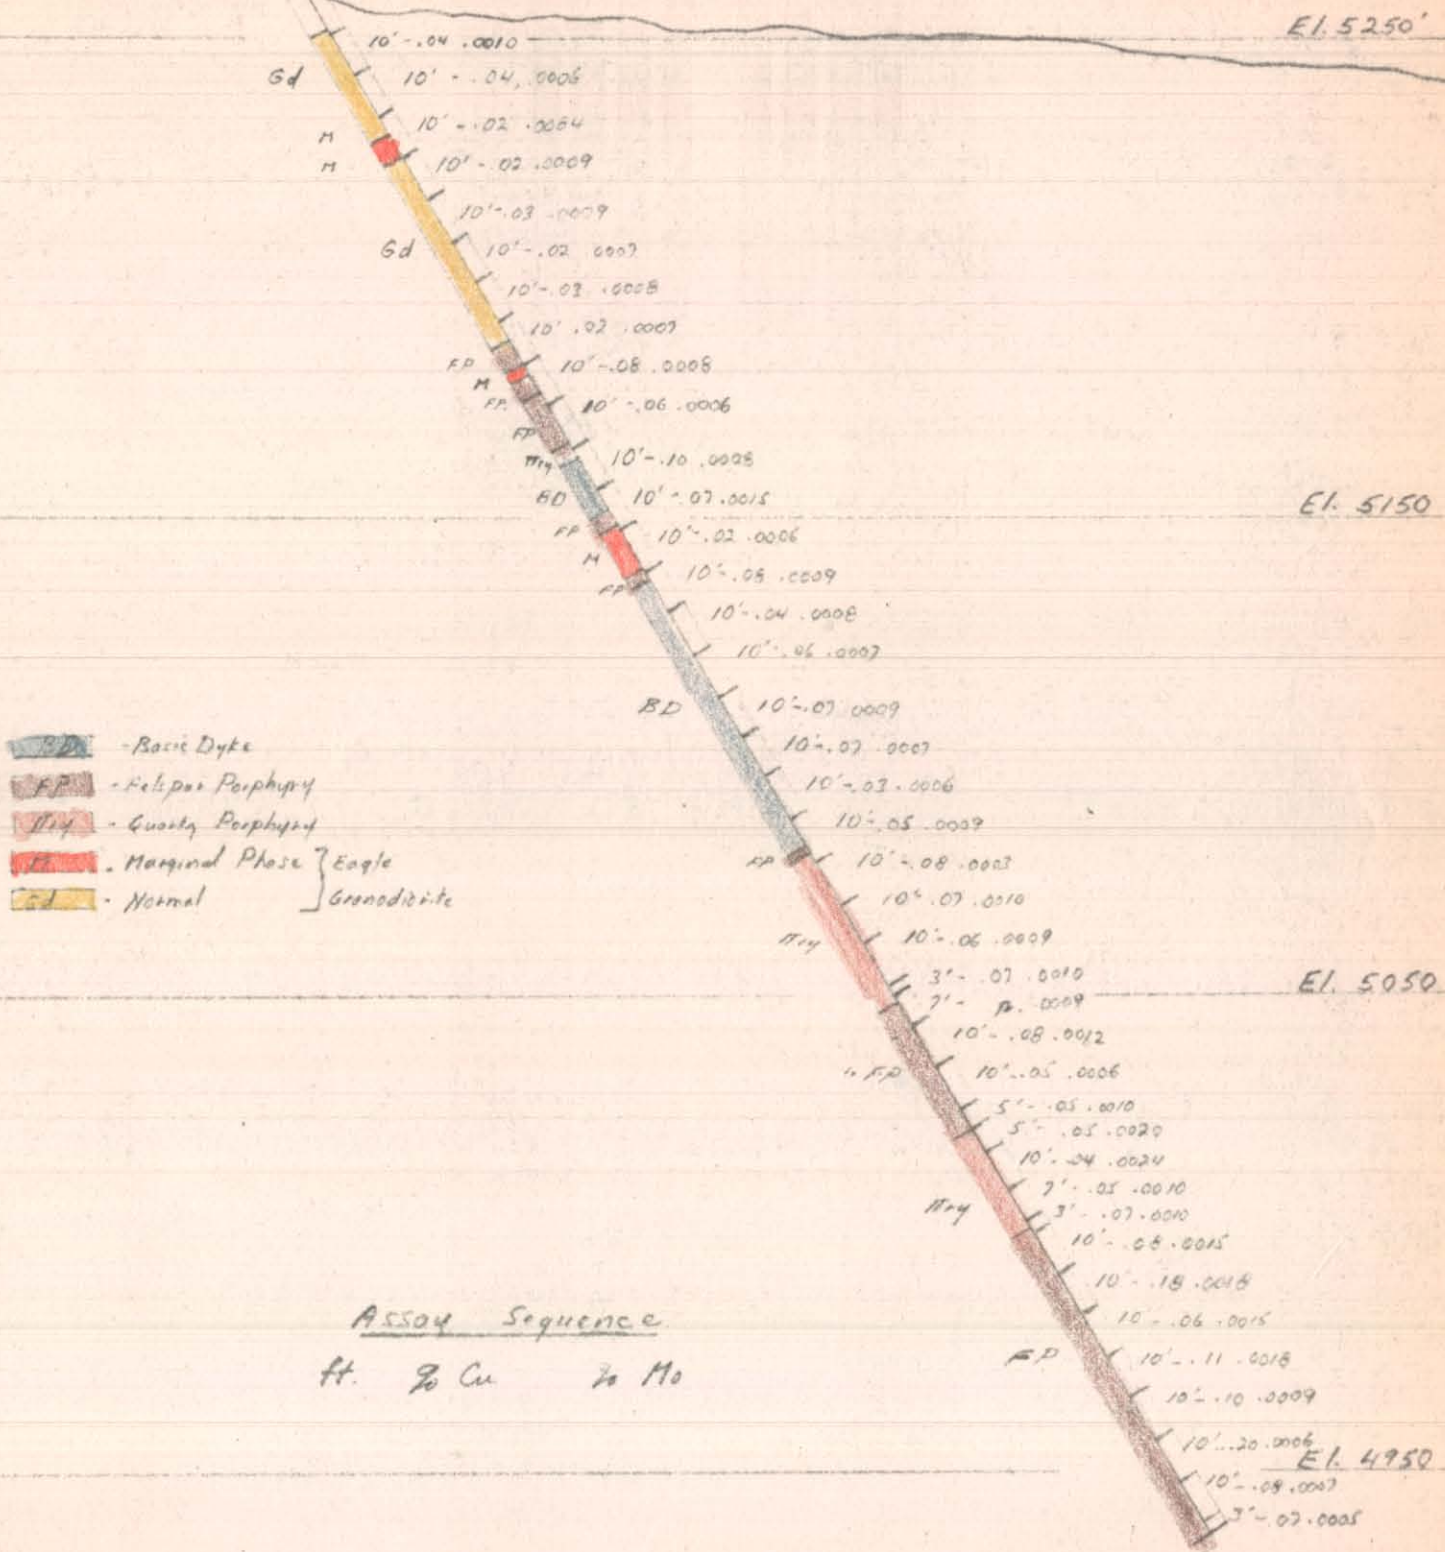 El. 5250'
10' - .04 .0010
Gd
10' - .04, .0006
10' - .02 .0064
M
10' - .02 .0009
M
10' - .03 .0009
Gd
10' - .02 .0007
10' - .03 .0008
10' .02 .0007
FP
10' - .08 .0008
M
FP.
10' - .06 .0006
FP
10' - .10 .0008
BD
10' - .07 .0015
El. 5150
FP
10' - .02 .0006
M
10' - .08 .0009
FP
10' - .04 .0008
10' - .06 .0007
BD
10' - .07 .0009
10' - .07 .0007
10' - .03 .0006
10' - .05 .0009
FP
10' - .08 .0003
10' - .07 .0010
10' - .06 .0009
3' - .07 .0010
El. 5050
7' - .0009
10' - .08 .0012
FP
10' - .05 .0006
5' - .05 .0010
5' - .05 .0020
10' - .04 .0024
7' - .05 .0010
3' - .07 .0010
10' - .08 .0015
10' - .18 .0018
10' - .06 .0015
FP
10' - .11 .0018
10' - .10 .0009
10' - .20 .0006
El. 4950
10' - .08 .0007
3' - .07 .0005
BD - Basic Dyke
FP - Felspar Porphyry
- Quartz Porphyry
M - Marginal Phase } Eagle
Gd - Normal Granodiorite
Assay Sequence
ft. % Cu % Mo